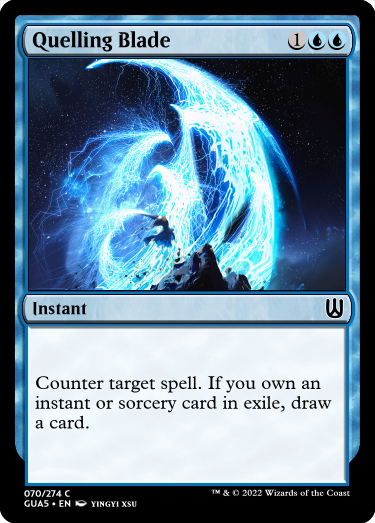 Quelling Blade 1
Instant
Counter target spell. If you own an
instant or sorcery card in exile, draw
a card.
070/274 C
GUA5 • EN YINGYI XSU
™ & © 2022 Wizards of the Coast